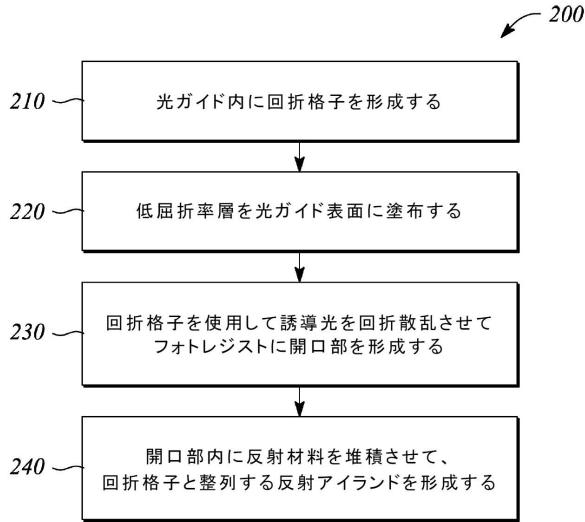 200
210
光ガイド内に回折格子を形成する
220
低屈折率層を光ガイド表面に塗布する
230
回折格子を使用して誘導光を回折散乱させて
フォトレジストに開口部を形成する
240
開口部内に反射材料を堆積させて、
回折格子と整列する反射アイランドを形成する